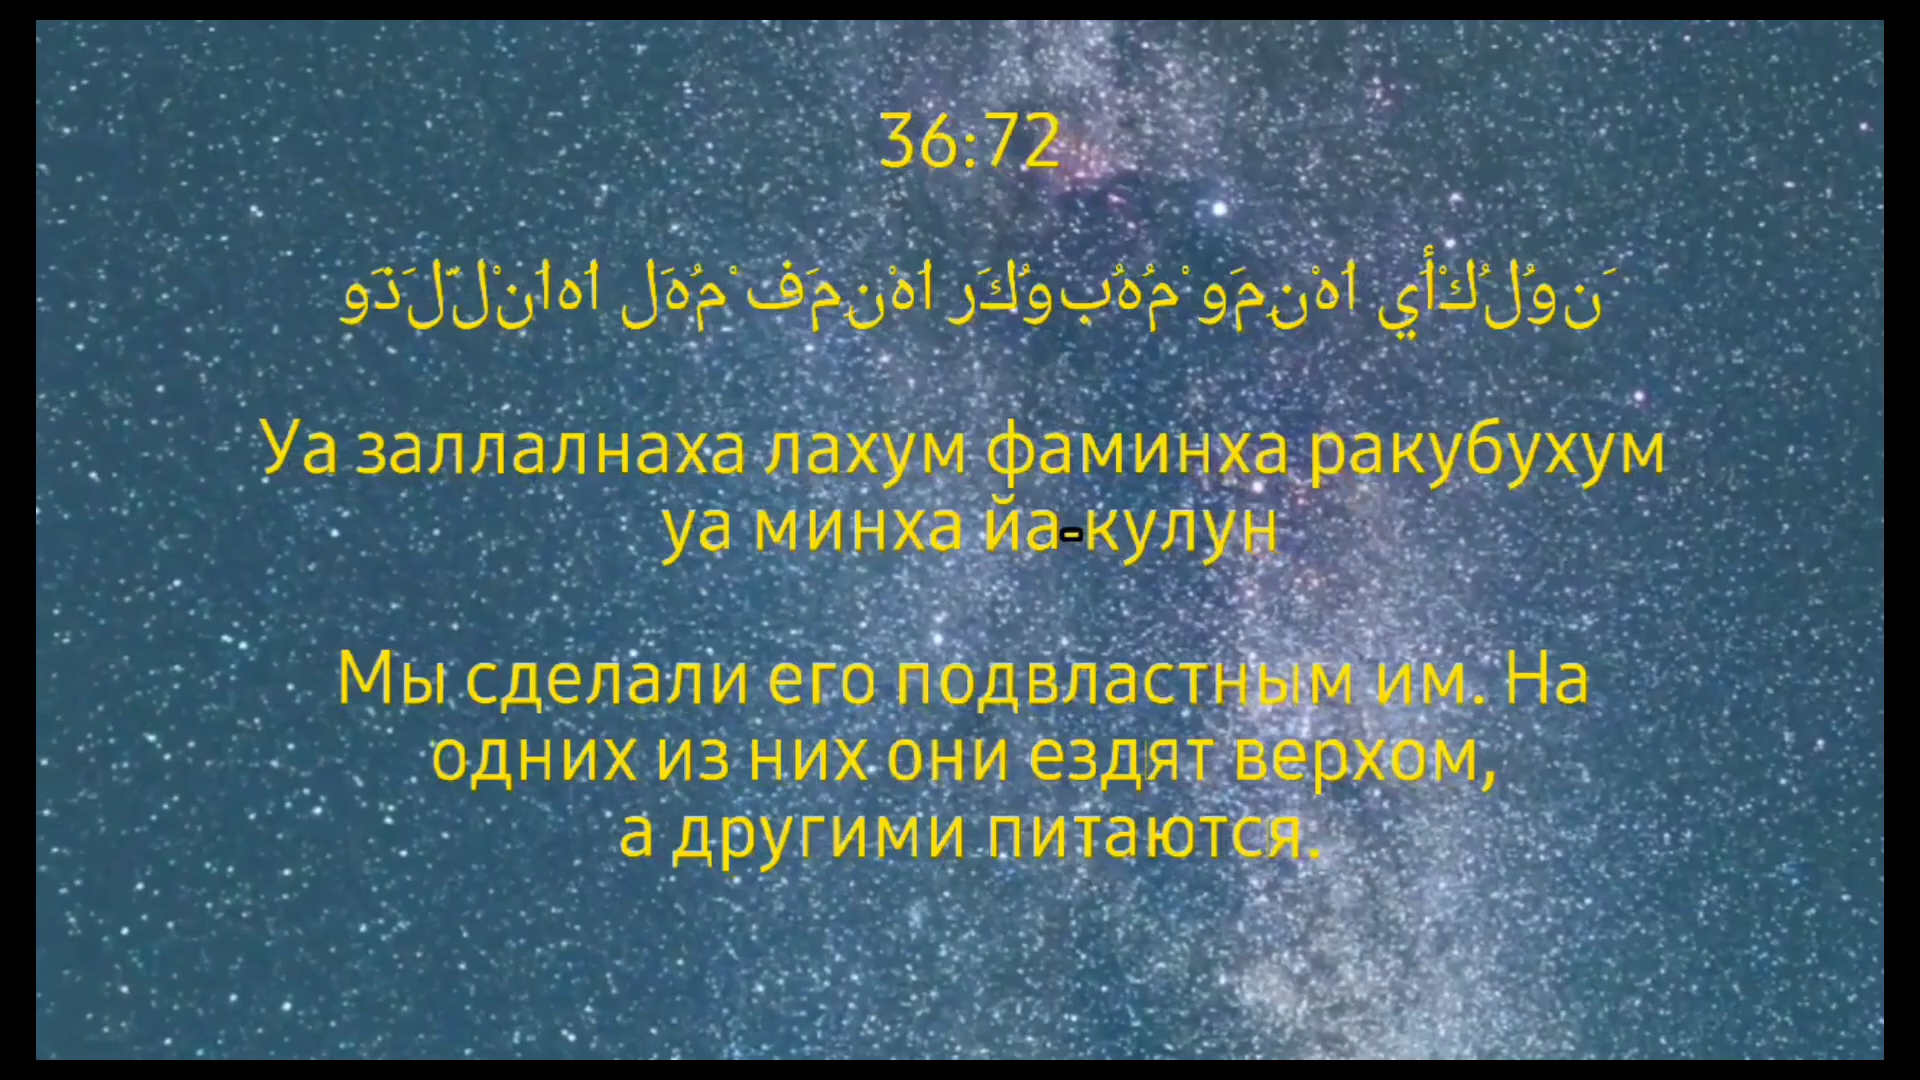 36:72
وَذَلَّلْنَاهَا لَهُمْ فَمِنْهَا رَكُوبُهُمْ وَمِنْهَا يَأْكُلُونَ
Уа заллалнаха лахум фаминха ракубухум
уа минха йа-кулун
Мы сделали его подвластным им. На
одних из них они ездят верхом,
а другими питаются.